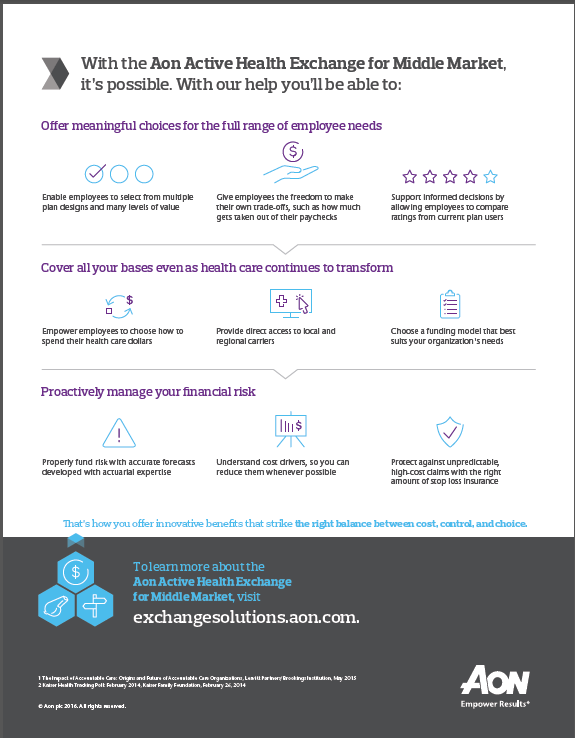 With the Aon Active Health Exchange for Middle Market,
it's possible. With our help you'll be able to:
Offer meaningful choices for the full range of employee needs
$
Enable employees to select from multiple
plan designs and many levels of value
Give employees the freedom to make
their own trade-offs, such as how much
gets taken out of their paychecks
Support informed decisions by
allowing employees to compare
ratings from current plan users
Cover all your bases even as health care continues to transform
$
Empower employees to choose how to
spend their health care dollars
Provide direct access to local and
regional carriers
Choose a funding model that best
suits your organization's needs
Proactively manage your financial risk
!
$
Properly fund risk with accurate forecasts
developed with actuarial expertise
Understand cost drivers, so you can
reduce them whenever possible
Protect against unpredictable,
high-cost claims with the right
amount of stop loss insurance
That's how you offer innovative benefits that strike the right balance between cost, control, and choice.
$
To learn more about the
Aon Active Health Exchange
for Middle Market, visit
exchangesolutions.aon.com.
1 The Impact of Accountable Care: Origins and Future of Accountable Care Organizations, Leavitt Partners/Brookings Institution, May 2015
2 Kaiser Health Tracking Poll: February 2014, Kaiser Family Foundation, February 26, 2014
© Aon plc 2016. All rights reserved.
AON
Empower Results®